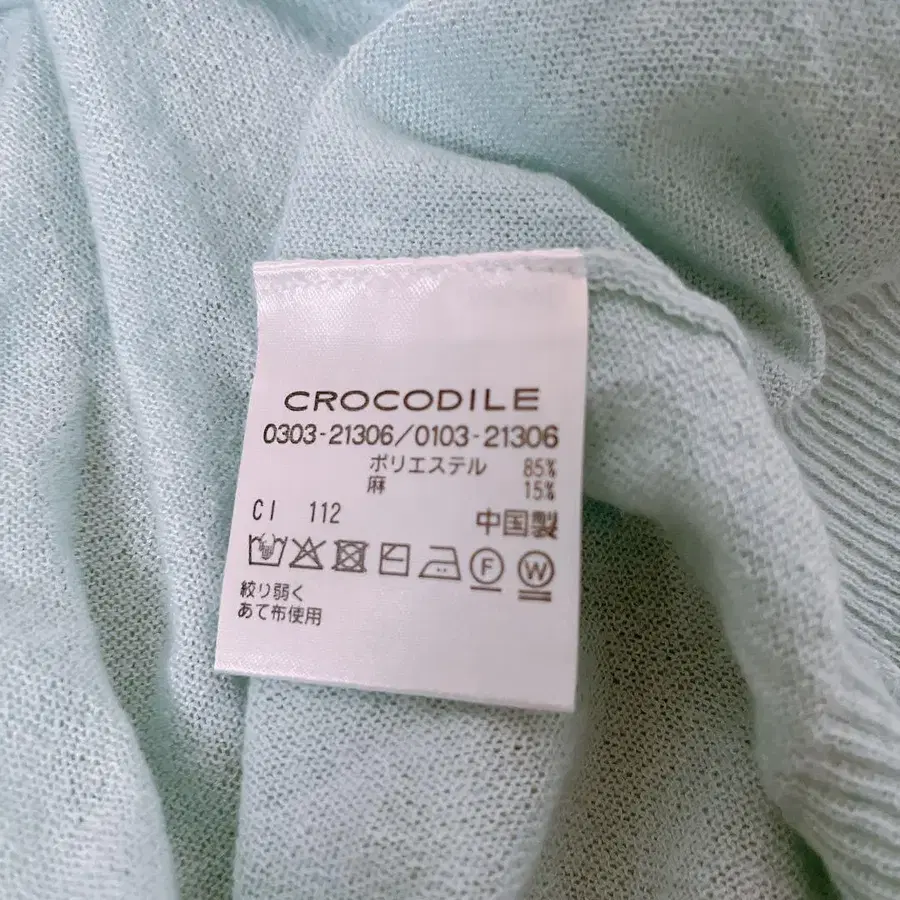 CROCODILE
0303-21306/0103-21306
ポリエステル 85%
麻 15%
CI 112 中国製
F W
絞り弱く
あて布使用